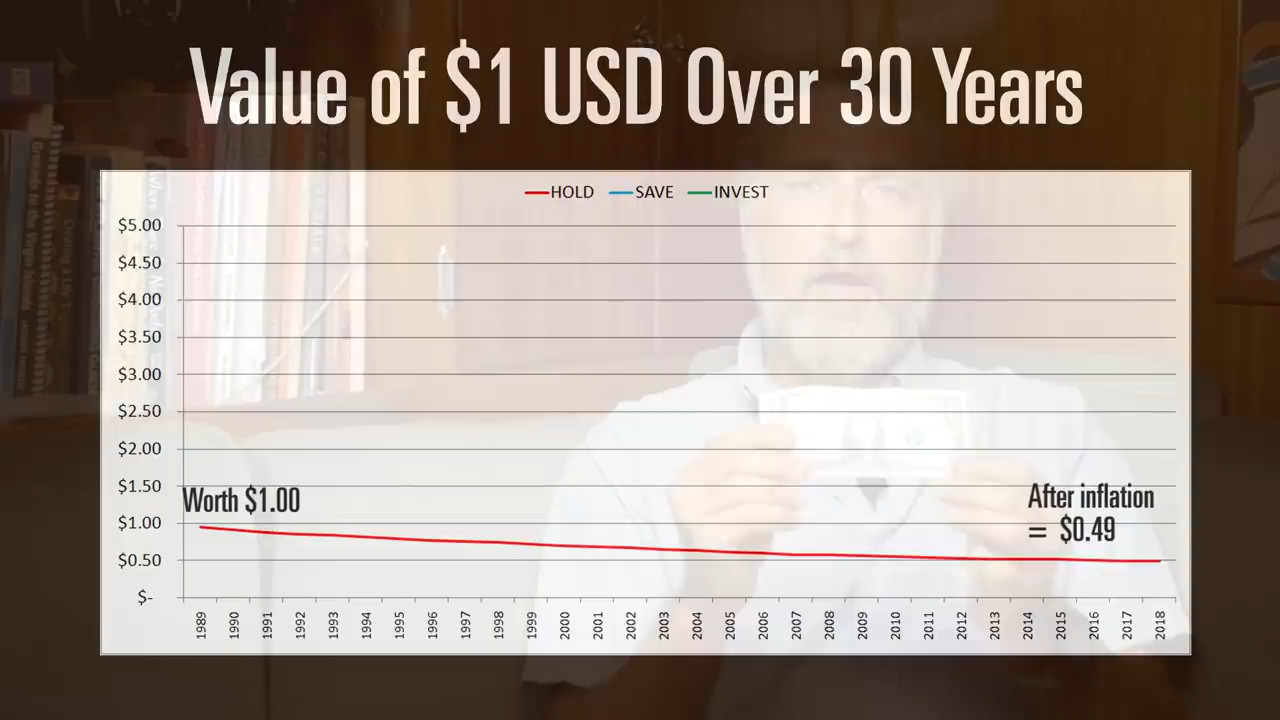 Value of $1 USD Over 30 Years
HOLD SAVE INVEST
$5.00
$4.50
$4.00
$3.50
$3.00
$2.50
$2.00
$1.50
$1.00
$0.50
$-
Worth $1.00
After inflation
= $0.49
1989 1990 1991 1992 1993 1994 1995 1996 1997 1998 1999 2000 2001 2002 2003 2004 2005 2006 2007 2008 2009 2010 2011 2012 2013 2014 2015 2016 2017 2018